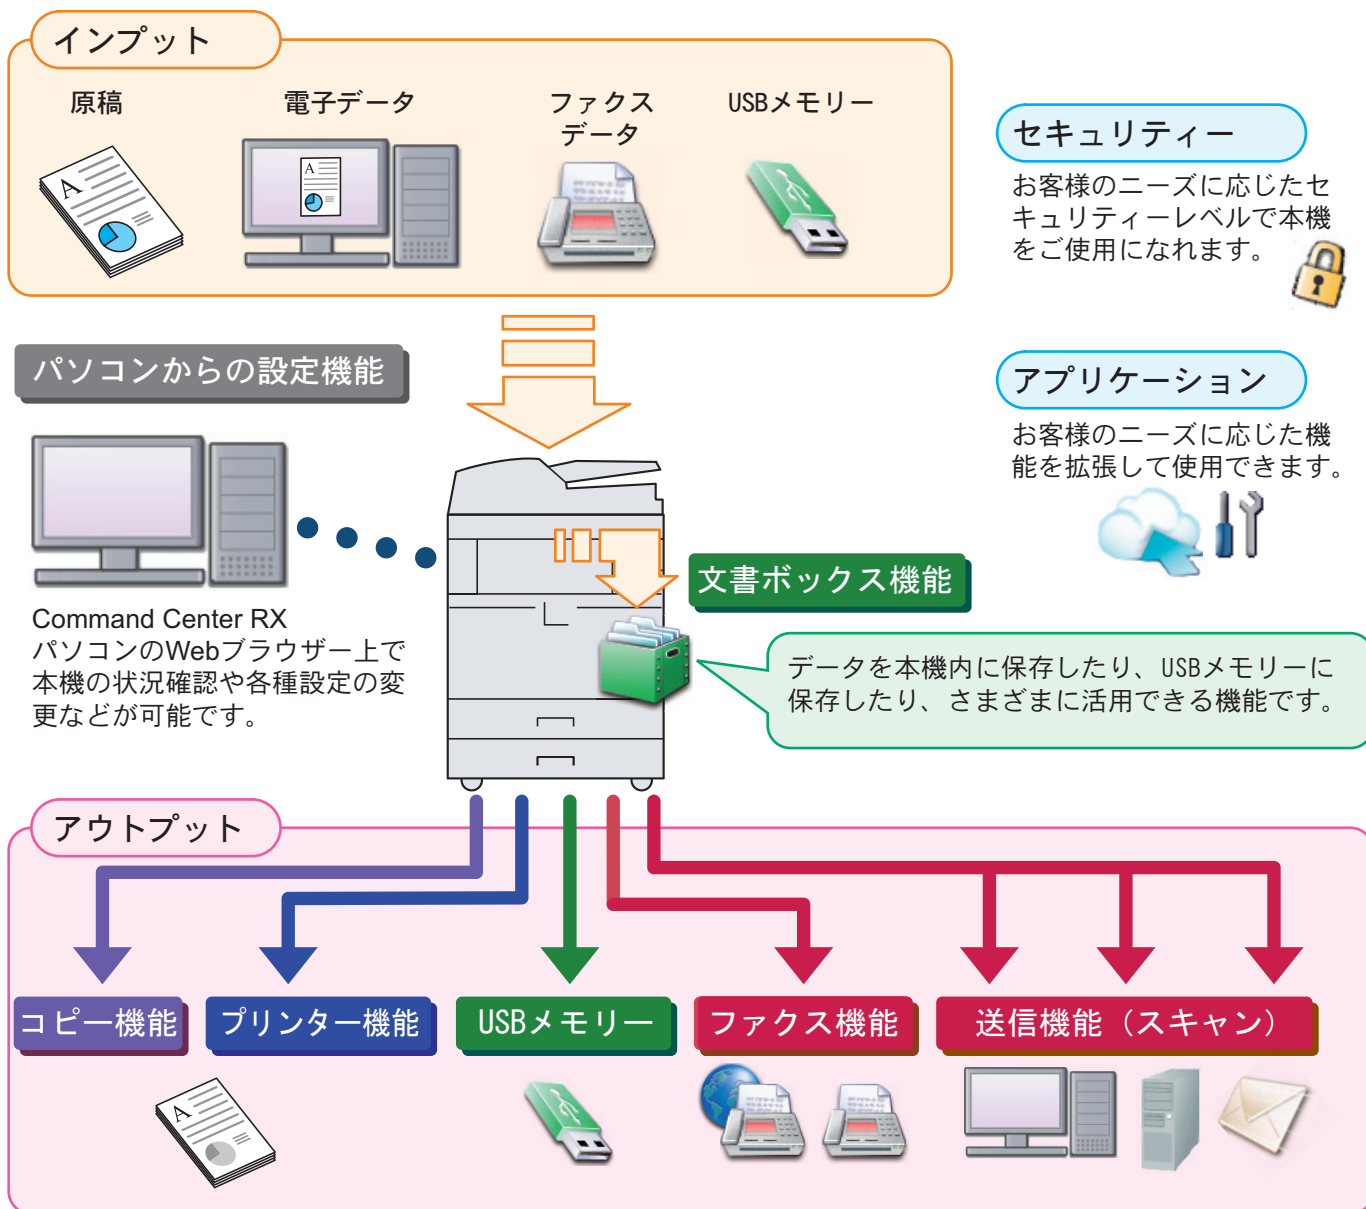 インプット
原稿
電子データ
ファクス
データ
USBメモリー
セキュリティー
お客様のニーズに応じたセ
キュリティーレベルで本機
をご使用になれます。
パソコンからの設定機能
アプリケーション
お客様のニーズに応じた機
能を拡張して使用できます。
文書ボックス機能
Command Center RX
パソコンのWebブラウザー上で
本機の状況確認や各種設定の変
更などが可能です。
データを本機内に保存したり、USBメモリーに
保存したり、さまざまに活用できる機能です。
アウトプット
コピー機能
プリンター機能
USBメモリー
ファクス機能
送信機能（スキャン）
A
A
A